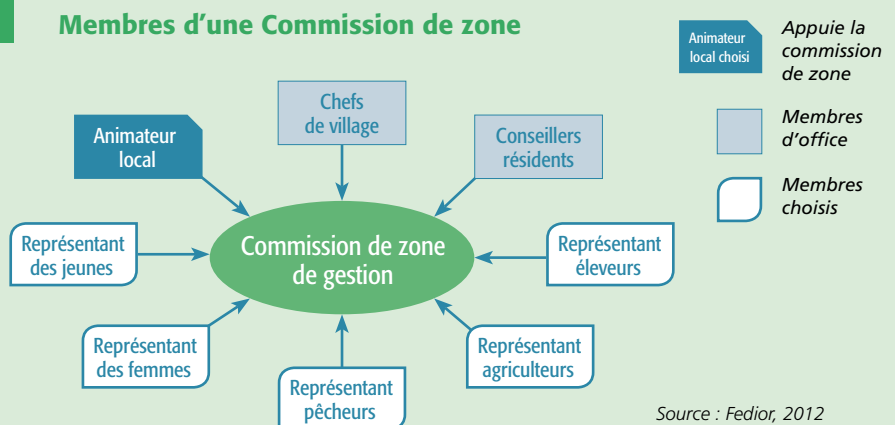 Membres d'une Commission de zone
Animateur
local choisi
Appuie la
commission
de zone
Membres
d'office
Membres
choisis
Chefs
de village
Animateur
local
Conseillers
résidents
Représentant
des jeunes
Commission de zone
de gestion
Représentant
éleveurs
Représentant
des femmes
Représentant
agriculteurs
Représentant
pêcheurs
Source : Fedior, 2012